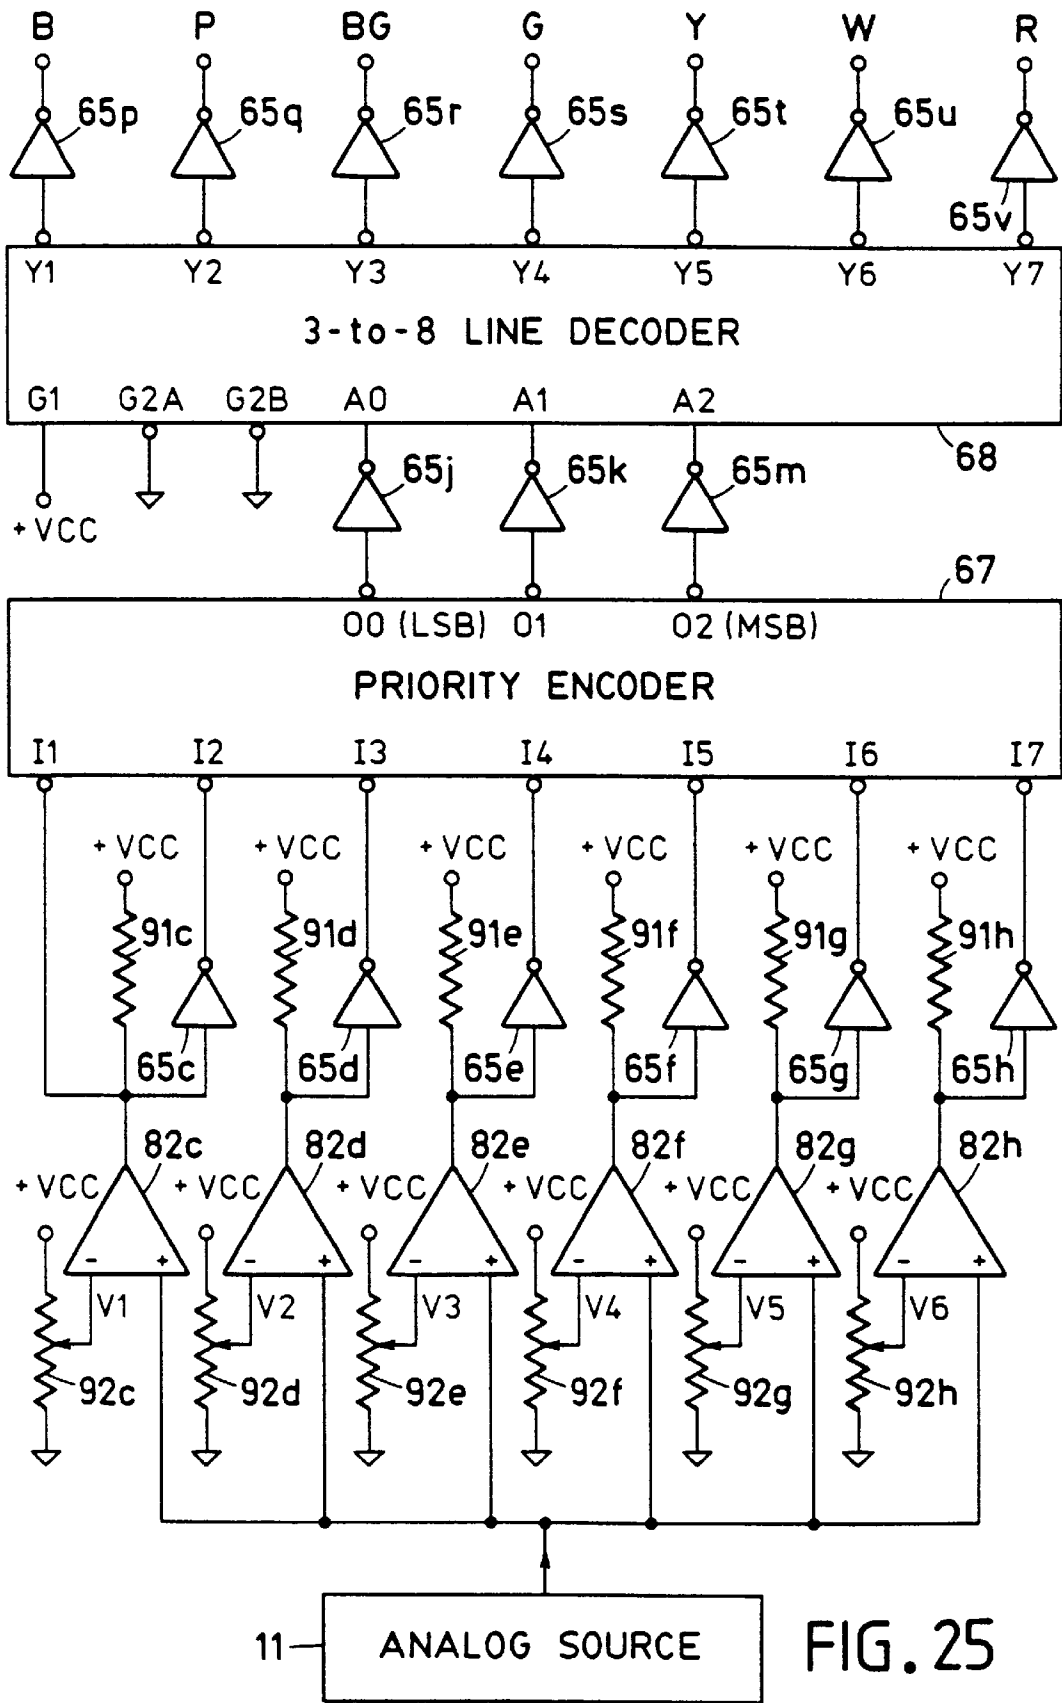 B P BG G Y W R
65p 65q 65r 65s 65t 65u
65v
Y1 Y2 Y3 Y4 Y5 Y6 Y7
3-to-8 LINE DECODER
G1 G2A G2B A0 A1 A2
68
65j 65k 65m
+VCC
67
O0 (LSB) O1 O2 (MSB)
PRIORITY ENCODER
I1 I2 I3 I4 I5 I6 I7
+VCC +VCC +VCC +VCC +VCC +VCC
91c 91d 91e 91f 91g 91h
65c 65d 65e 65f 65g 65h
82c 82d 82e 82f 82g 82h
+VCC +VCC +VCC +VCC +VCC +VCC
- + - + - + - + - + - +
V1 V2 V3 V4 V5 V6
92c 92d 92e 92f 92g 92h
11 ANALOG SOURCE
FIG. 25